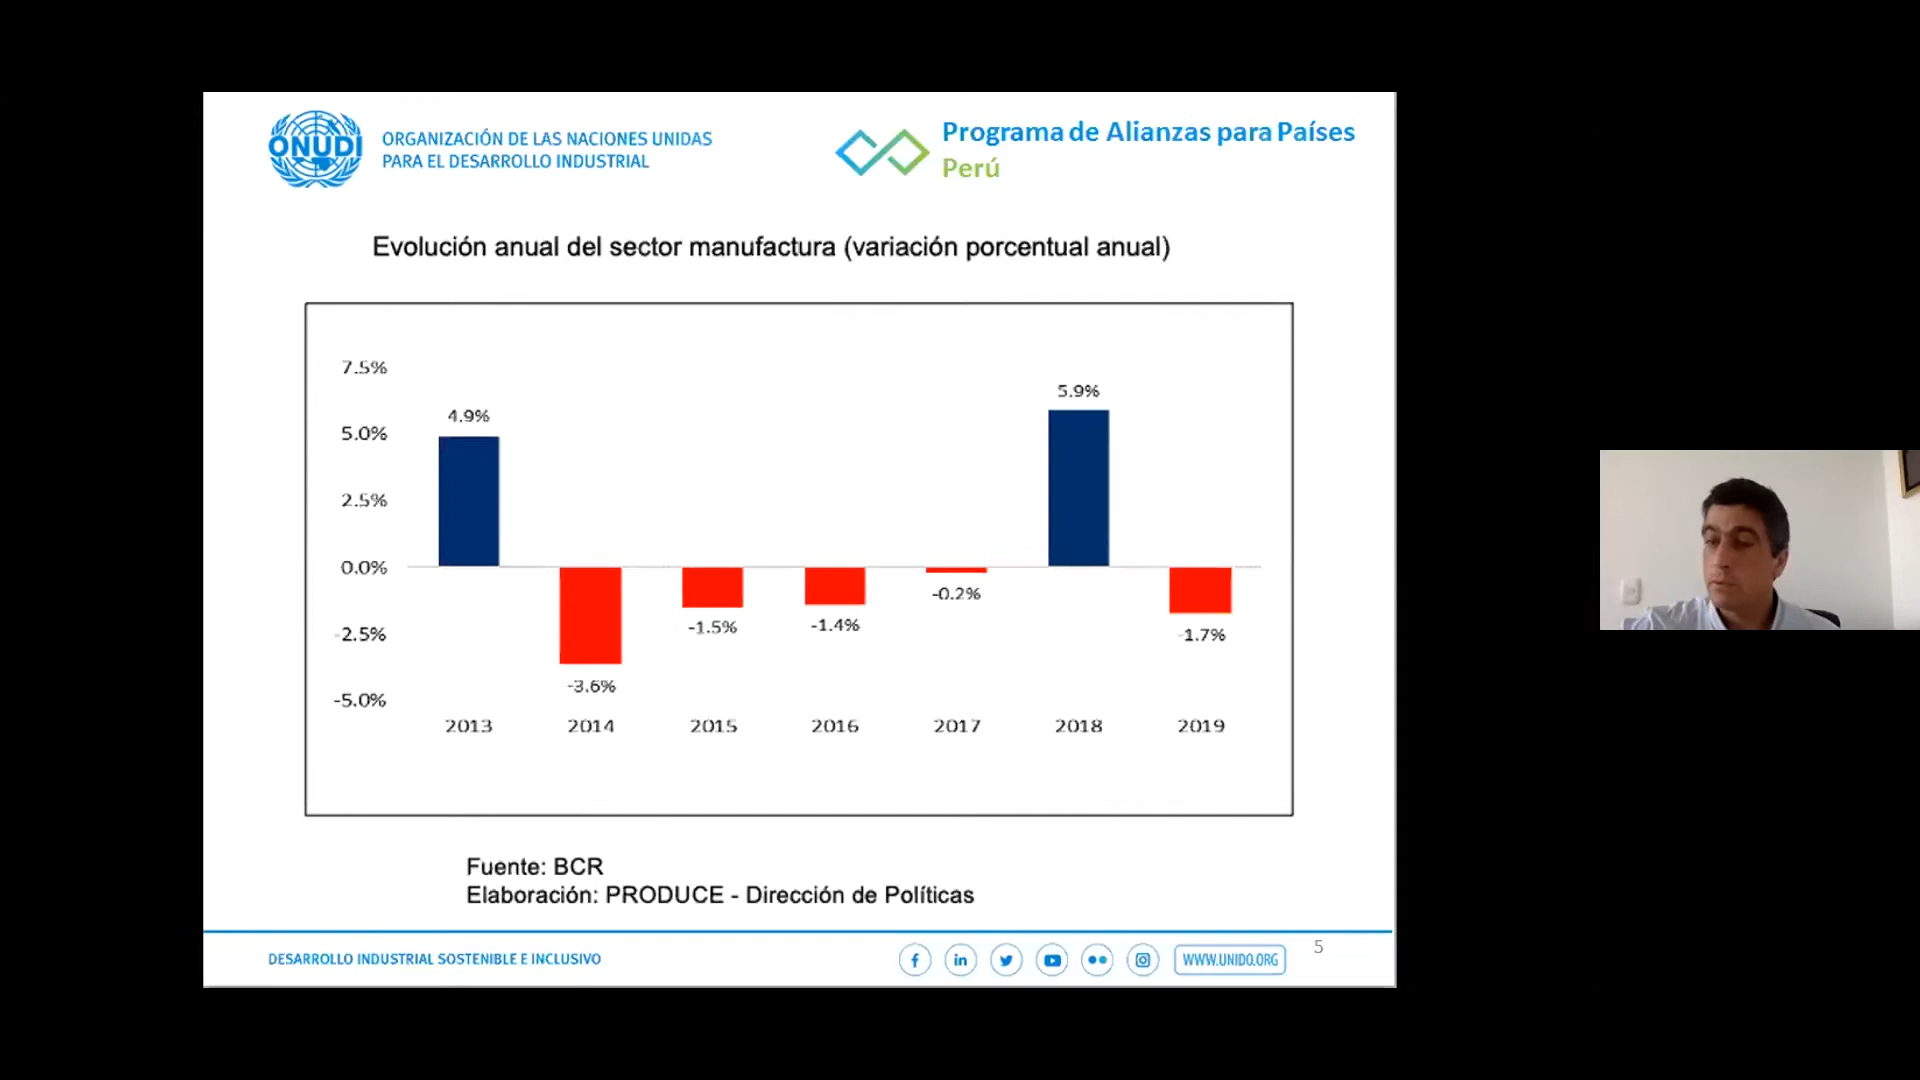 ONUDI
ORGANIZACIÓN DE LAS NACIONES UNIDAS
PARA EL DESARROLLO INDUSTRIAL
Programa de Alianzas para Países
Perú
Evolución anual del sector manufactura (variación porcentual anual)
7.5%
5.0%
2.5%
0.0%
-2.5%
-5.0%
4.9%
-3.6%
-1.5%
-1.4%
-0.2%
5.9%
-1.7%
2013 2014 2015 2016 2017 2018 2019
Fuente: BCR
Elaboración: PRODUCE - Dirección de Políticas
DESARROLLO INDUSTRIAL SOSTENIBLE E INCLUSIVO
f in WWW.UNIDO.ORG
5